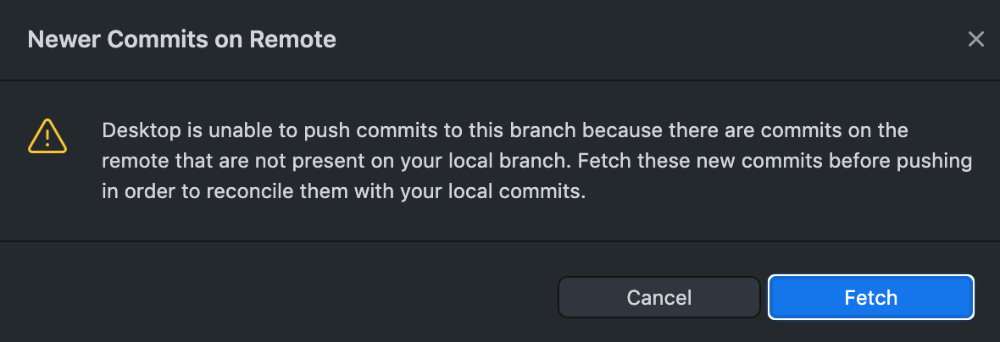 Newer Commits on Remote
Desktop is unable to push commits to this branch because there are commits on the
remote that are not present on your local branch. Fetch these new commits before pushing
in order to reconcile them with your local commits.
Cancel
Fetch